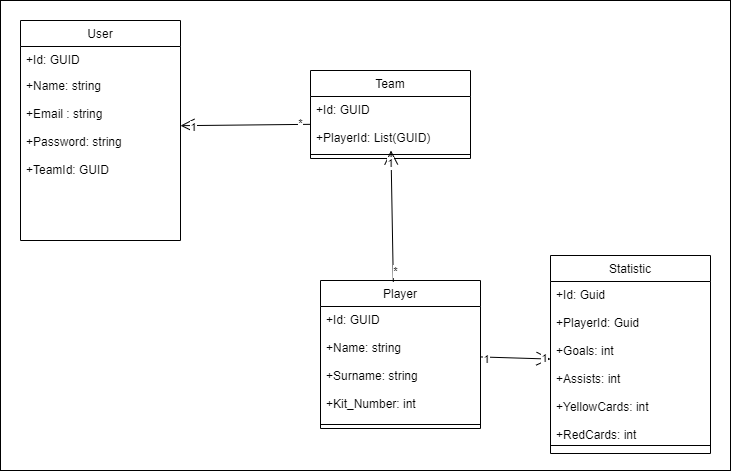 User
+Id: GUID
+Name: string
+Email : string
+Password: string
+TeamId: GUID
1
*
Team
+Id: GUID
+PlayerId: List(GUID)
1
*
Player
+Id: GUID
+Name: string
+Surname: string
+Kit_Number: int
1
1
Statistic
+Id: Guid
+PlayerId: Guid
+Goals: int
+Assists: int
+YellowCards: int
+RedCards: int